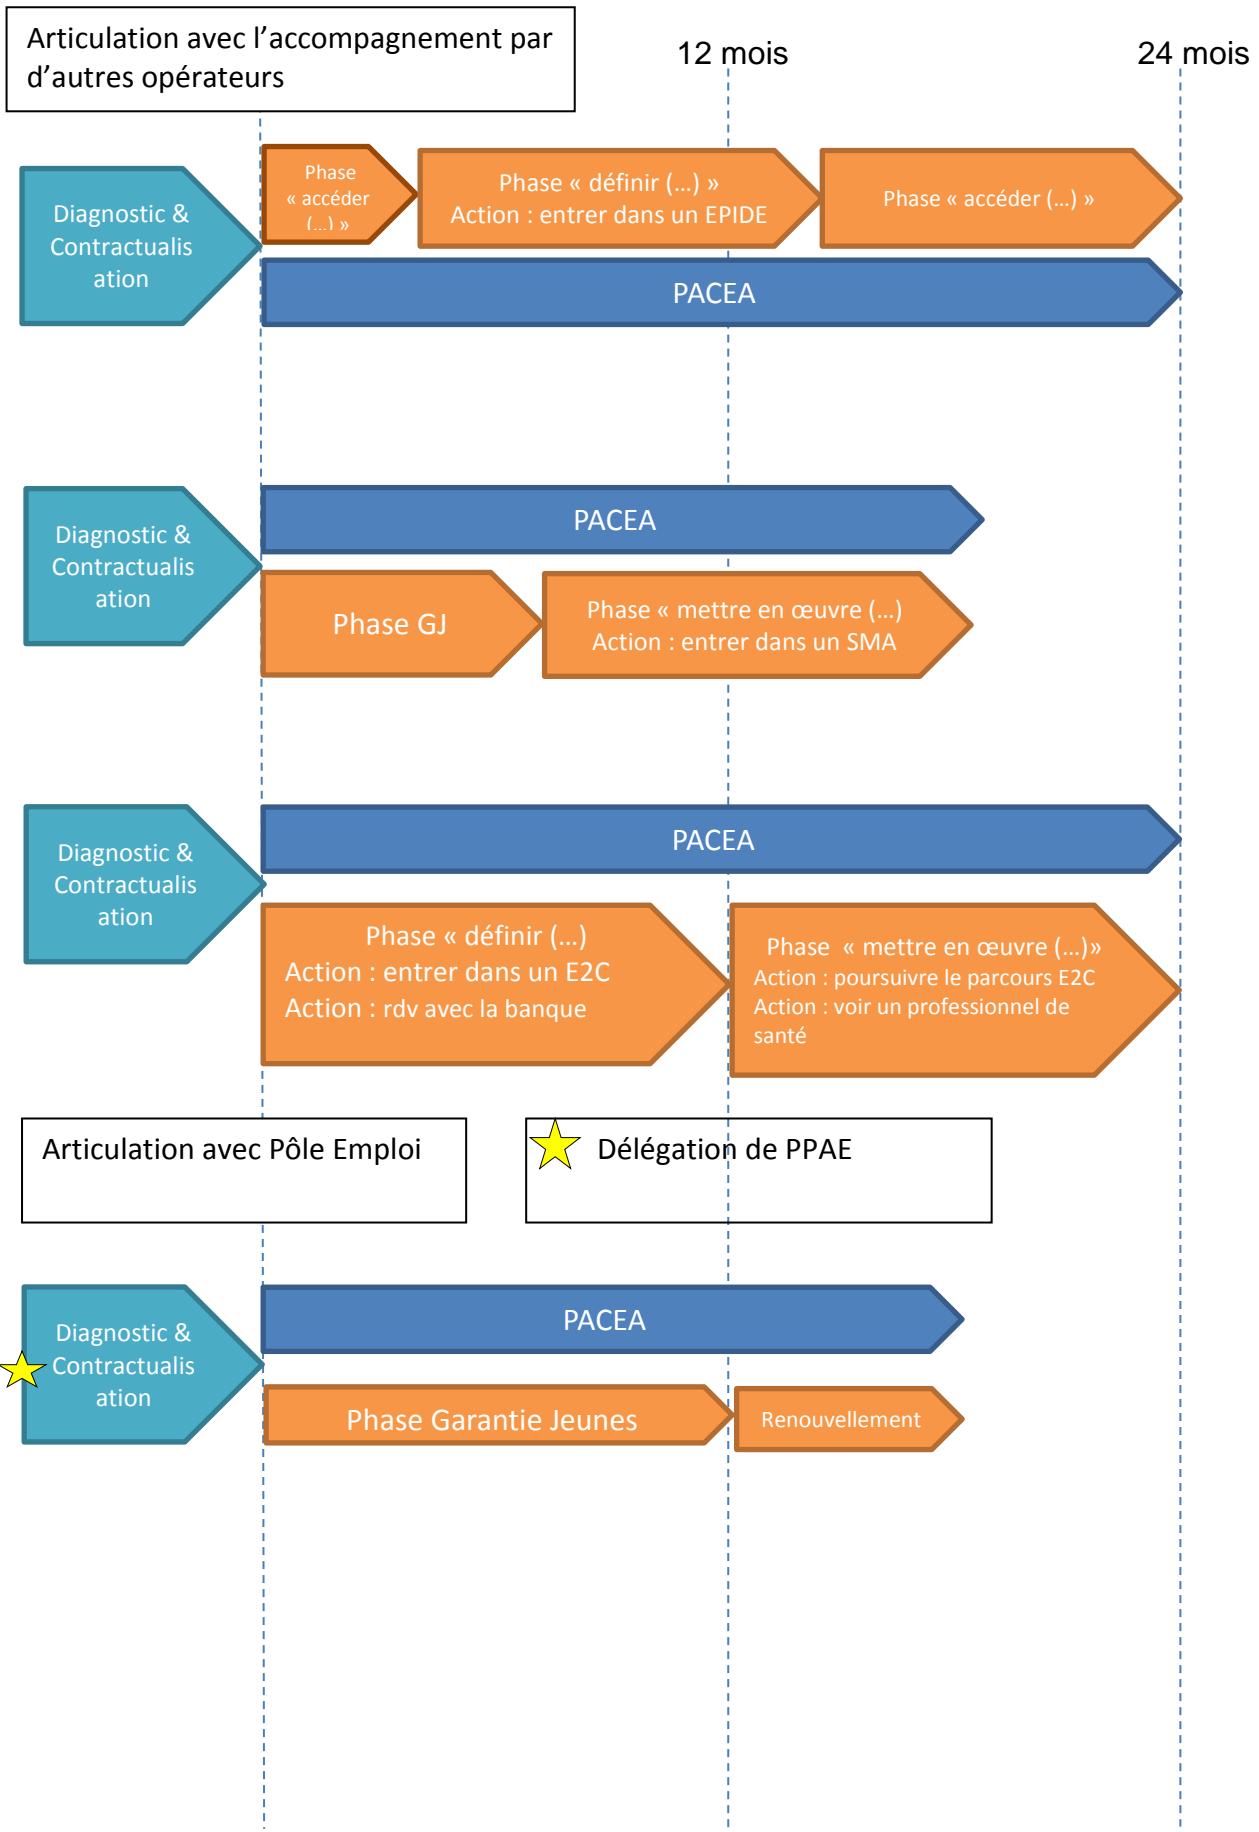 Articulation avec l’accompagnement par
d’autres opérateurs
12 mois
24 mois
Diagnostic &
Contractualis
ation
Phase
« accéder
(...) »
Phase « définir (...) »
Action : entrer dans un EPIDE
Phase « accéder (...) »
PACEA
Diagnostic &
Contractualis
ation
PACEA
Phase GJ
Phase « mettre en œuvre (...)
Action : entrer dans un SMA
Diagnostic &
Contractualis
ation
PACEA
Phase « définir (...)
Action : entrer dans un E2C
Action : rdv avec la banque
Phase « mettre en œuvre (...)»
Action : poursuivre le parcours E2C
Action : voir un professionnel de
santé
Articulation avec Pôle Emploi
Délégation de PPAE
Diagnostic &
Contractualis
ation
PACEA
Phase Garantie Jeunes
Renouvellement